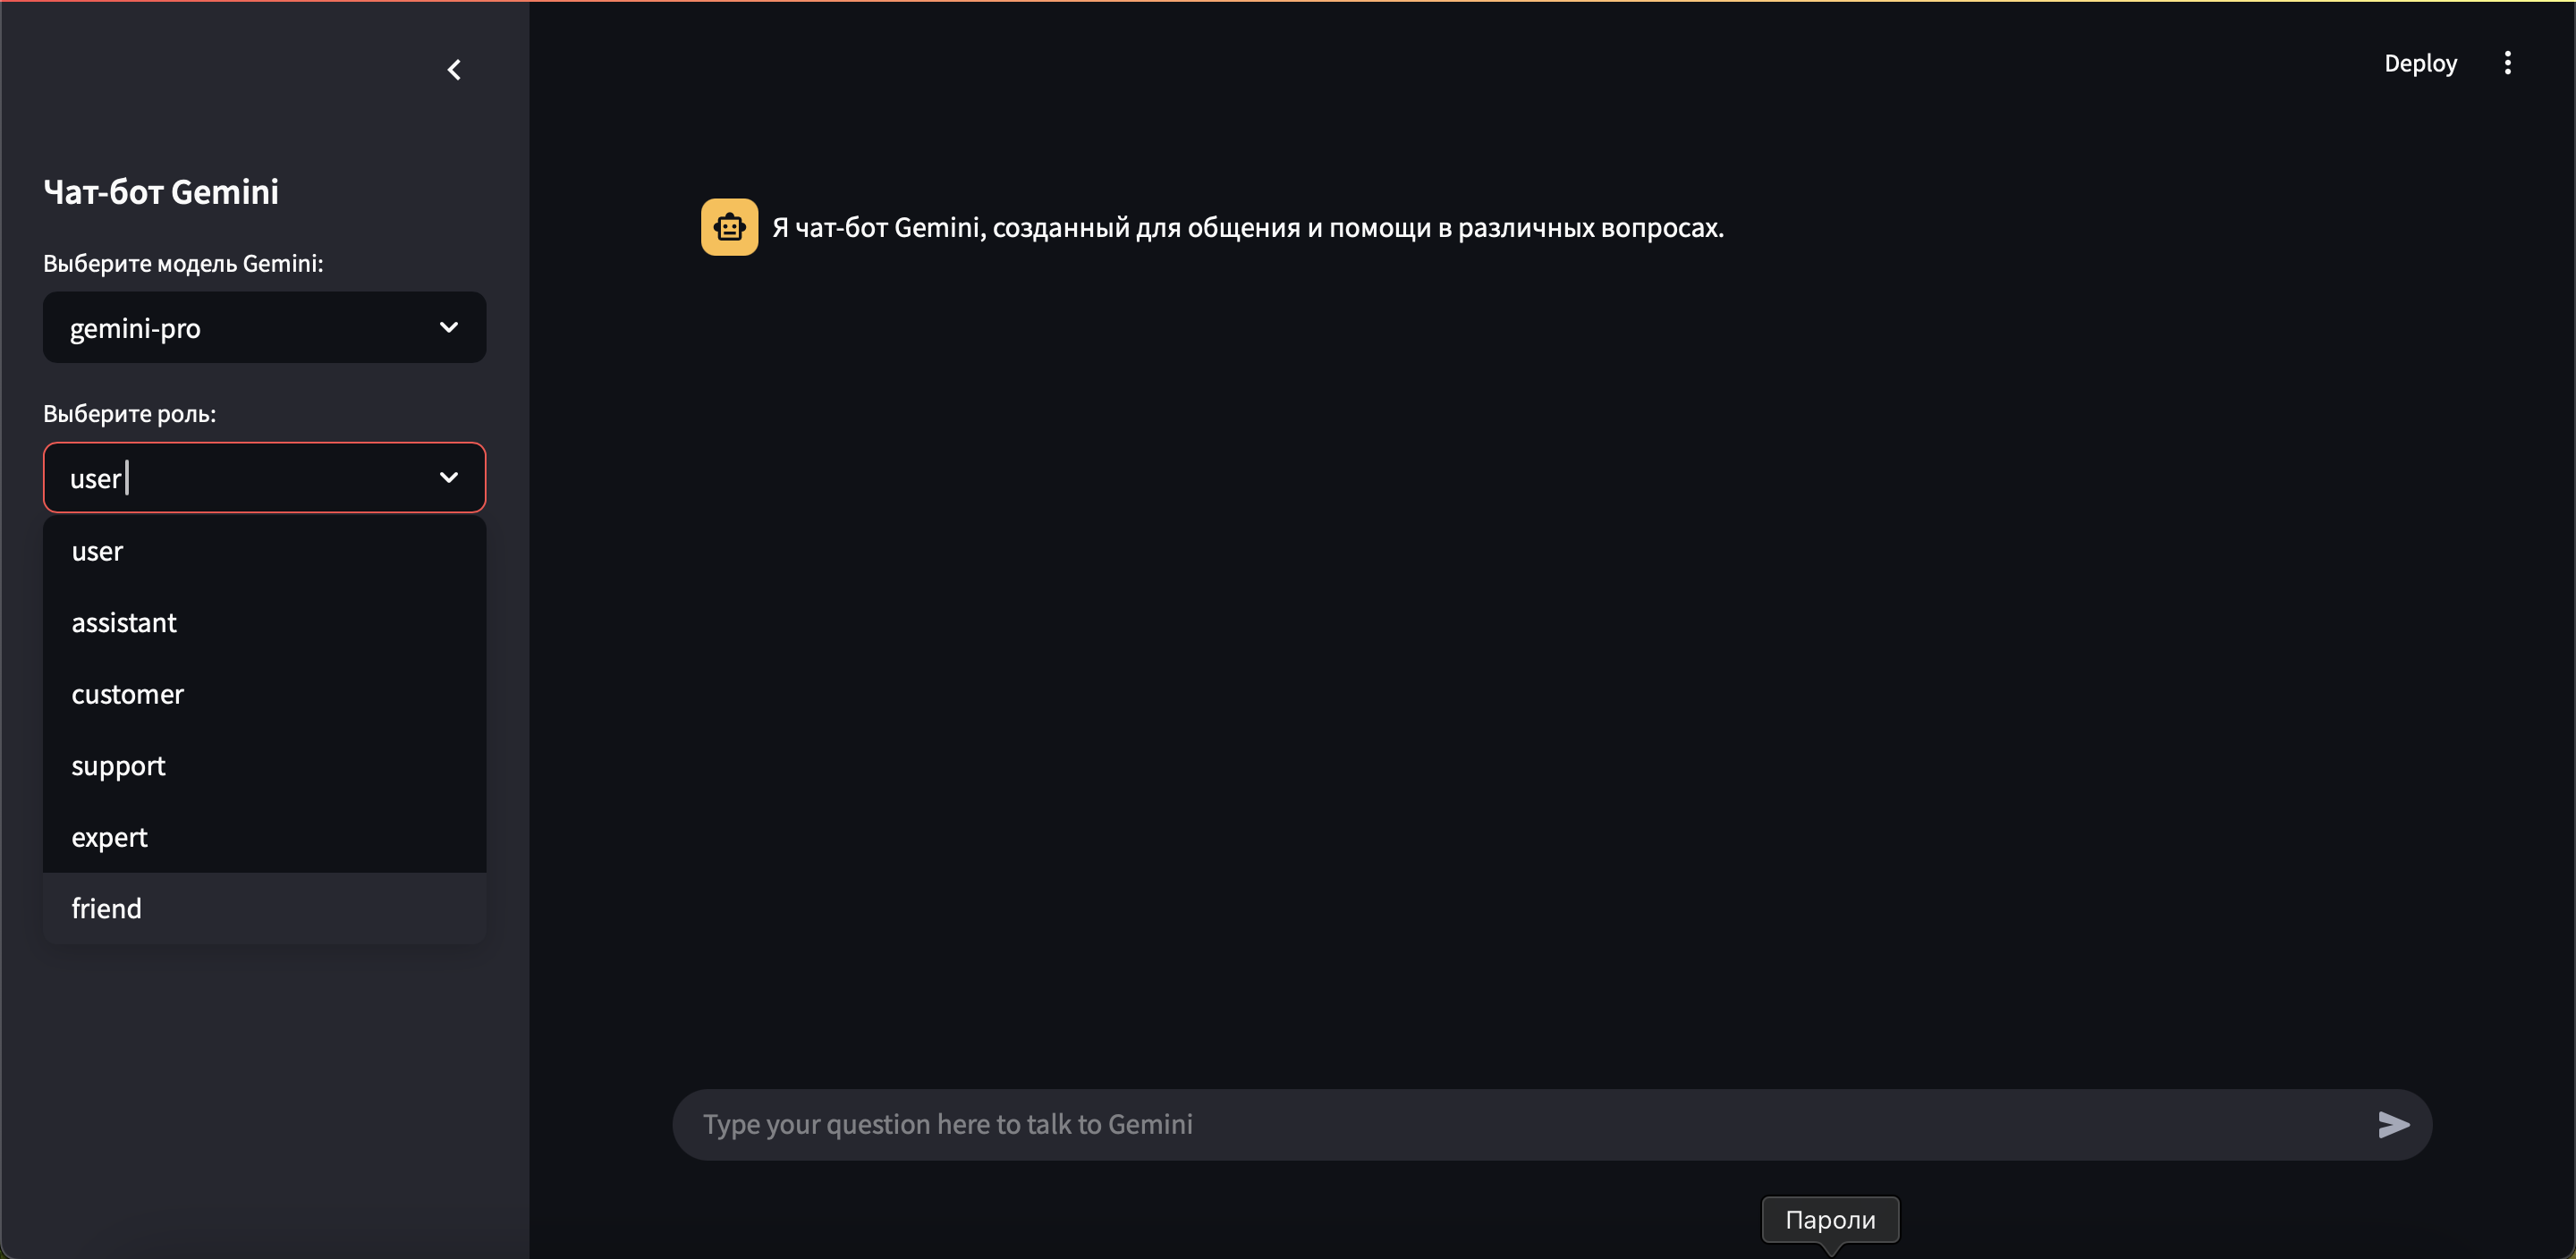 Deploy
Чат-бот Gemini
Выберите модель Gemini:
gemini-pro
Выберите роль:
user
user
assistant
customer
support
expert
friend
Я чат-бот Gemini, созданный для общения и помощи в различных вопросах.
Type your question here to talk to Gemini
Пароли